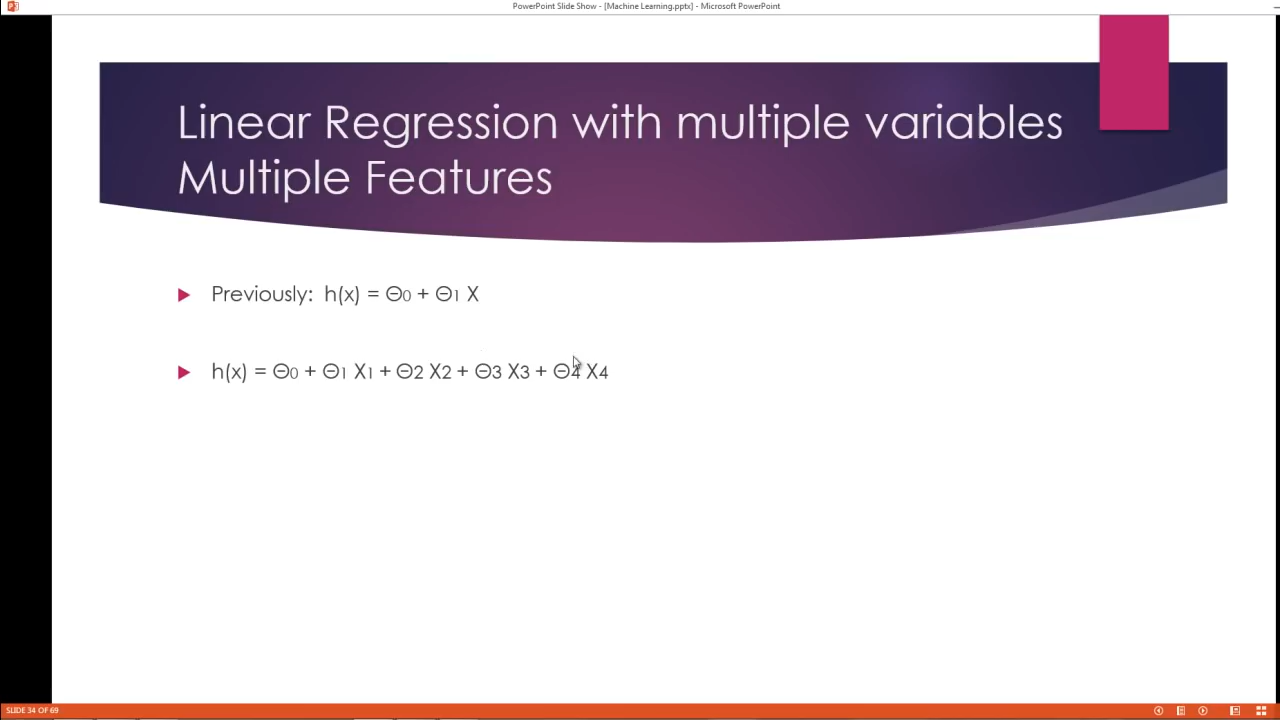 PowerPoint Slide Show - [Machine Learning.pptx] - Microsoft PowerPoint
Linear Regression with multiple variables
Multiple Features
Previously: h(x) = Θ0 + Θ1 X
h(x) = Θ0 + Θ1 X1 + Θ2 X2 + Θ3 X3 + Θ4 X4
SLIDE 34 OF 69